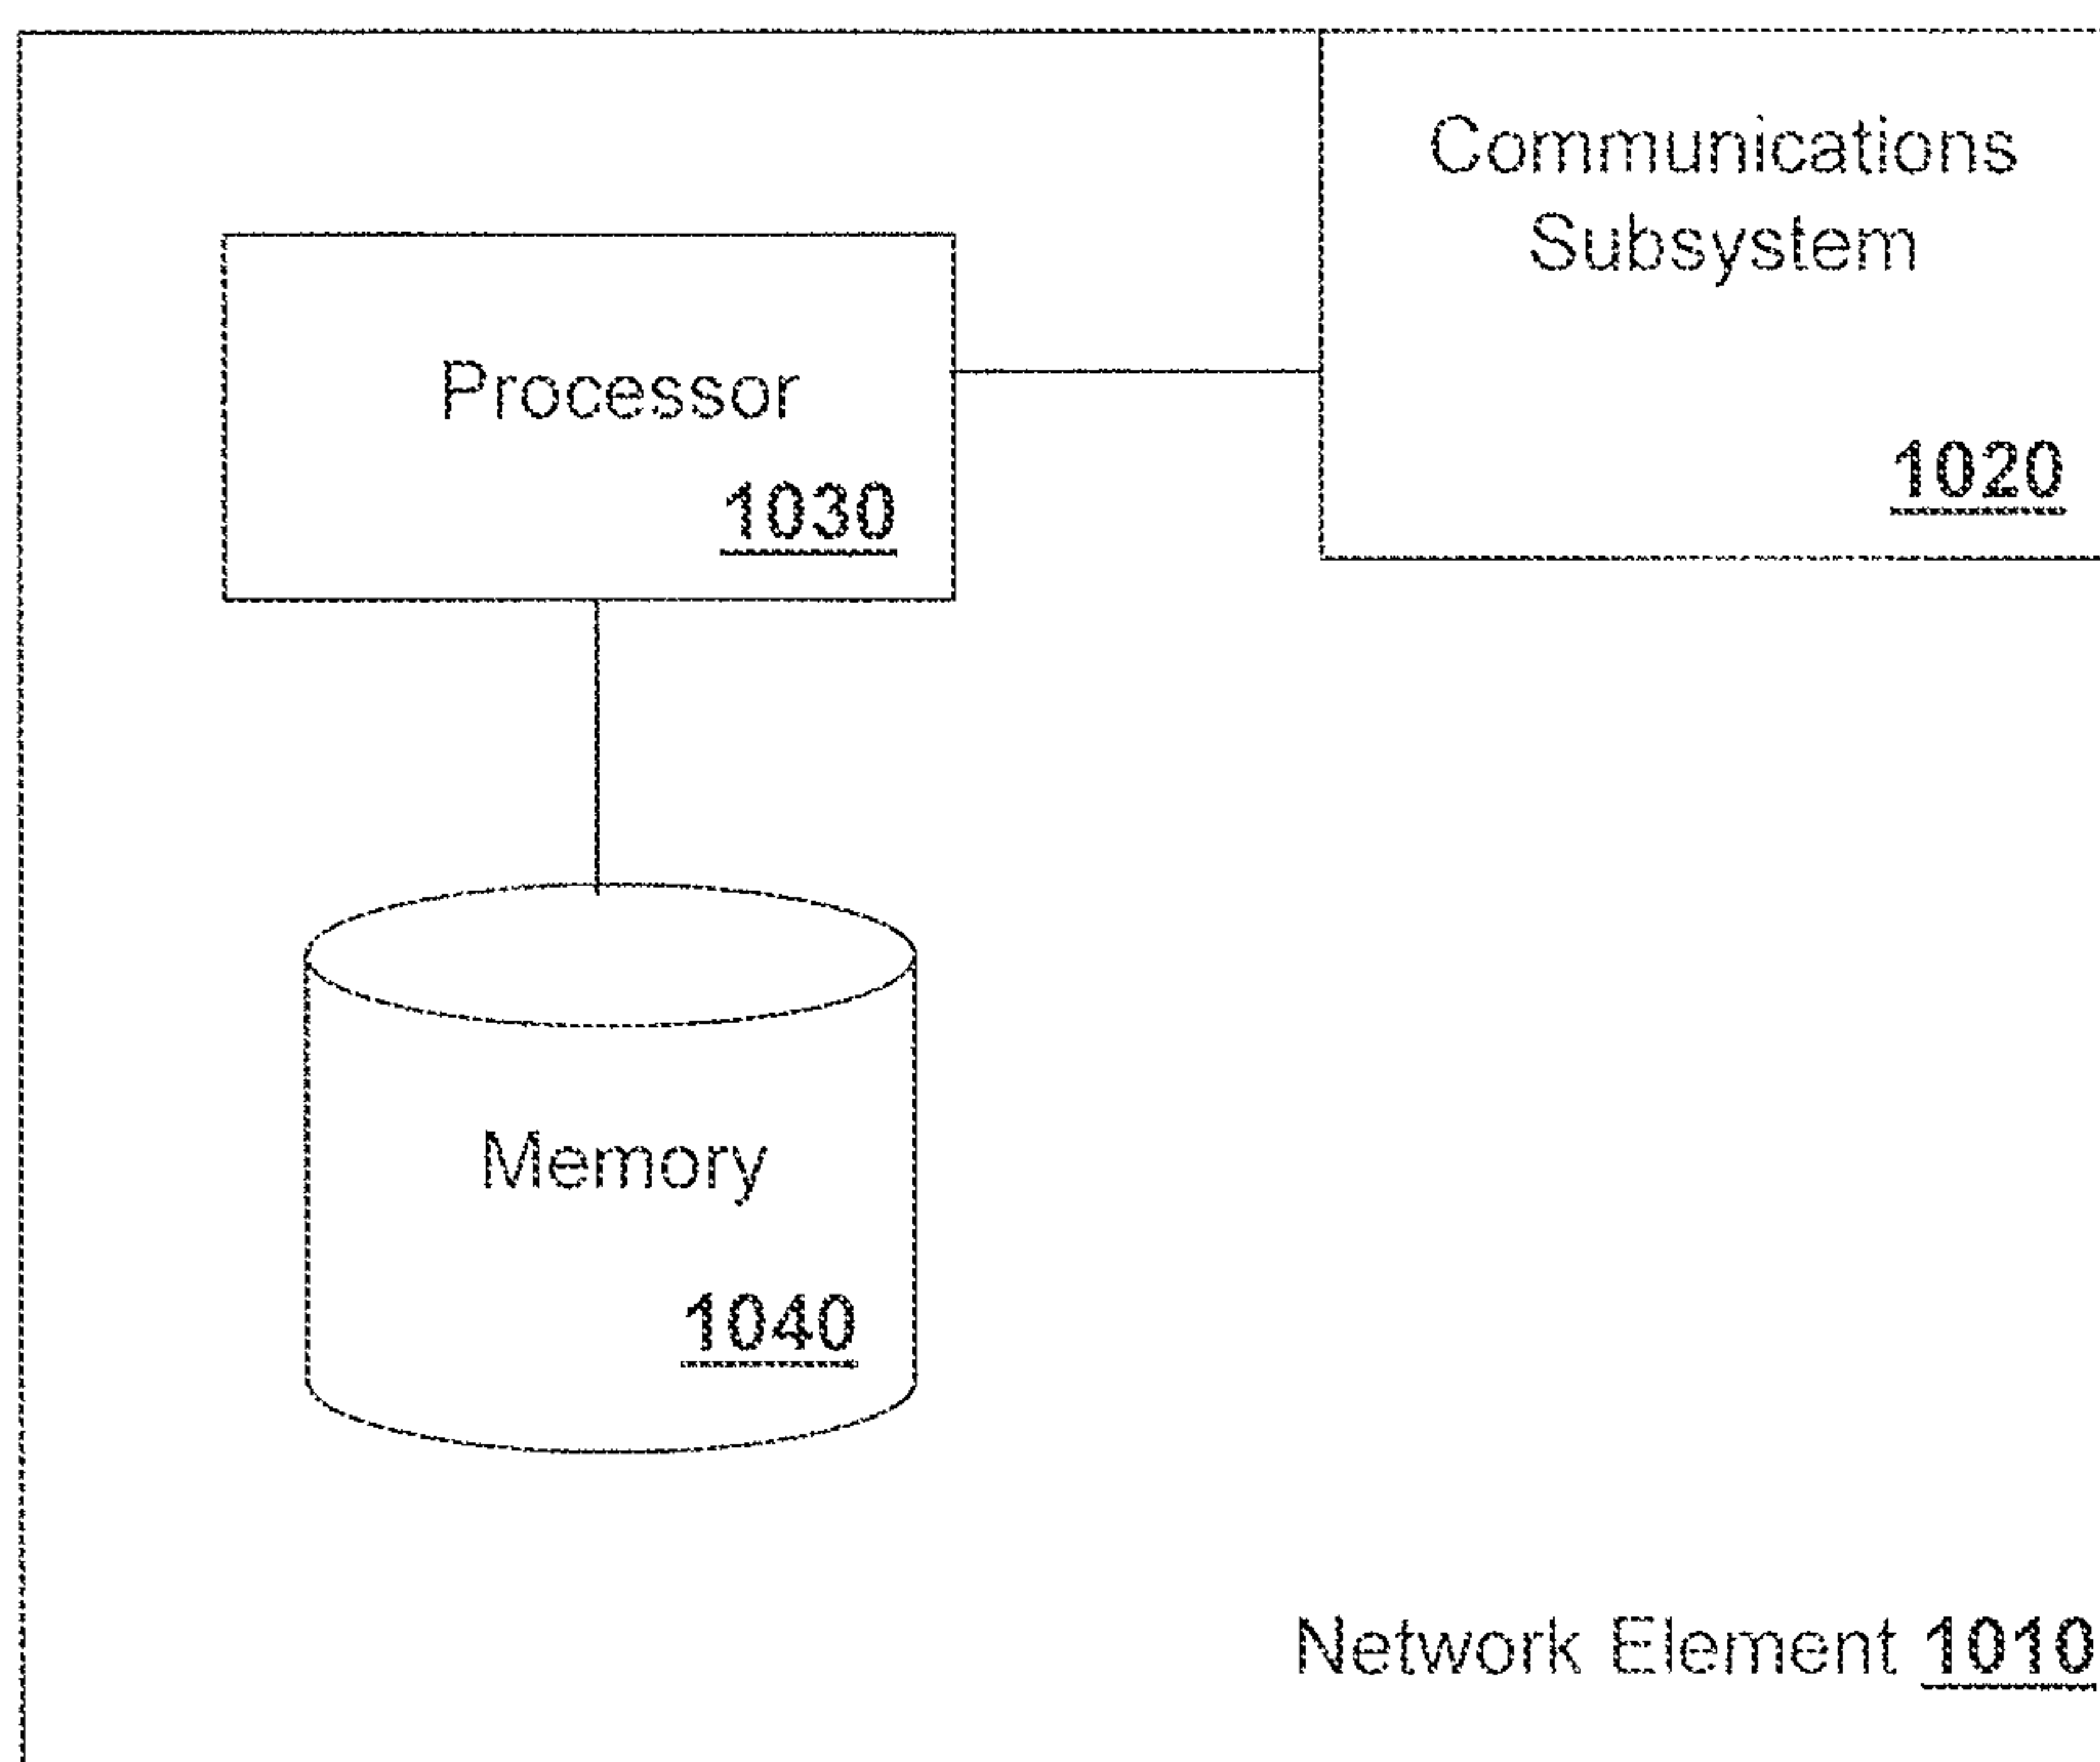 Communications
Subsystem
1020
Processor
1030
Memory
1040
Network Element 1010